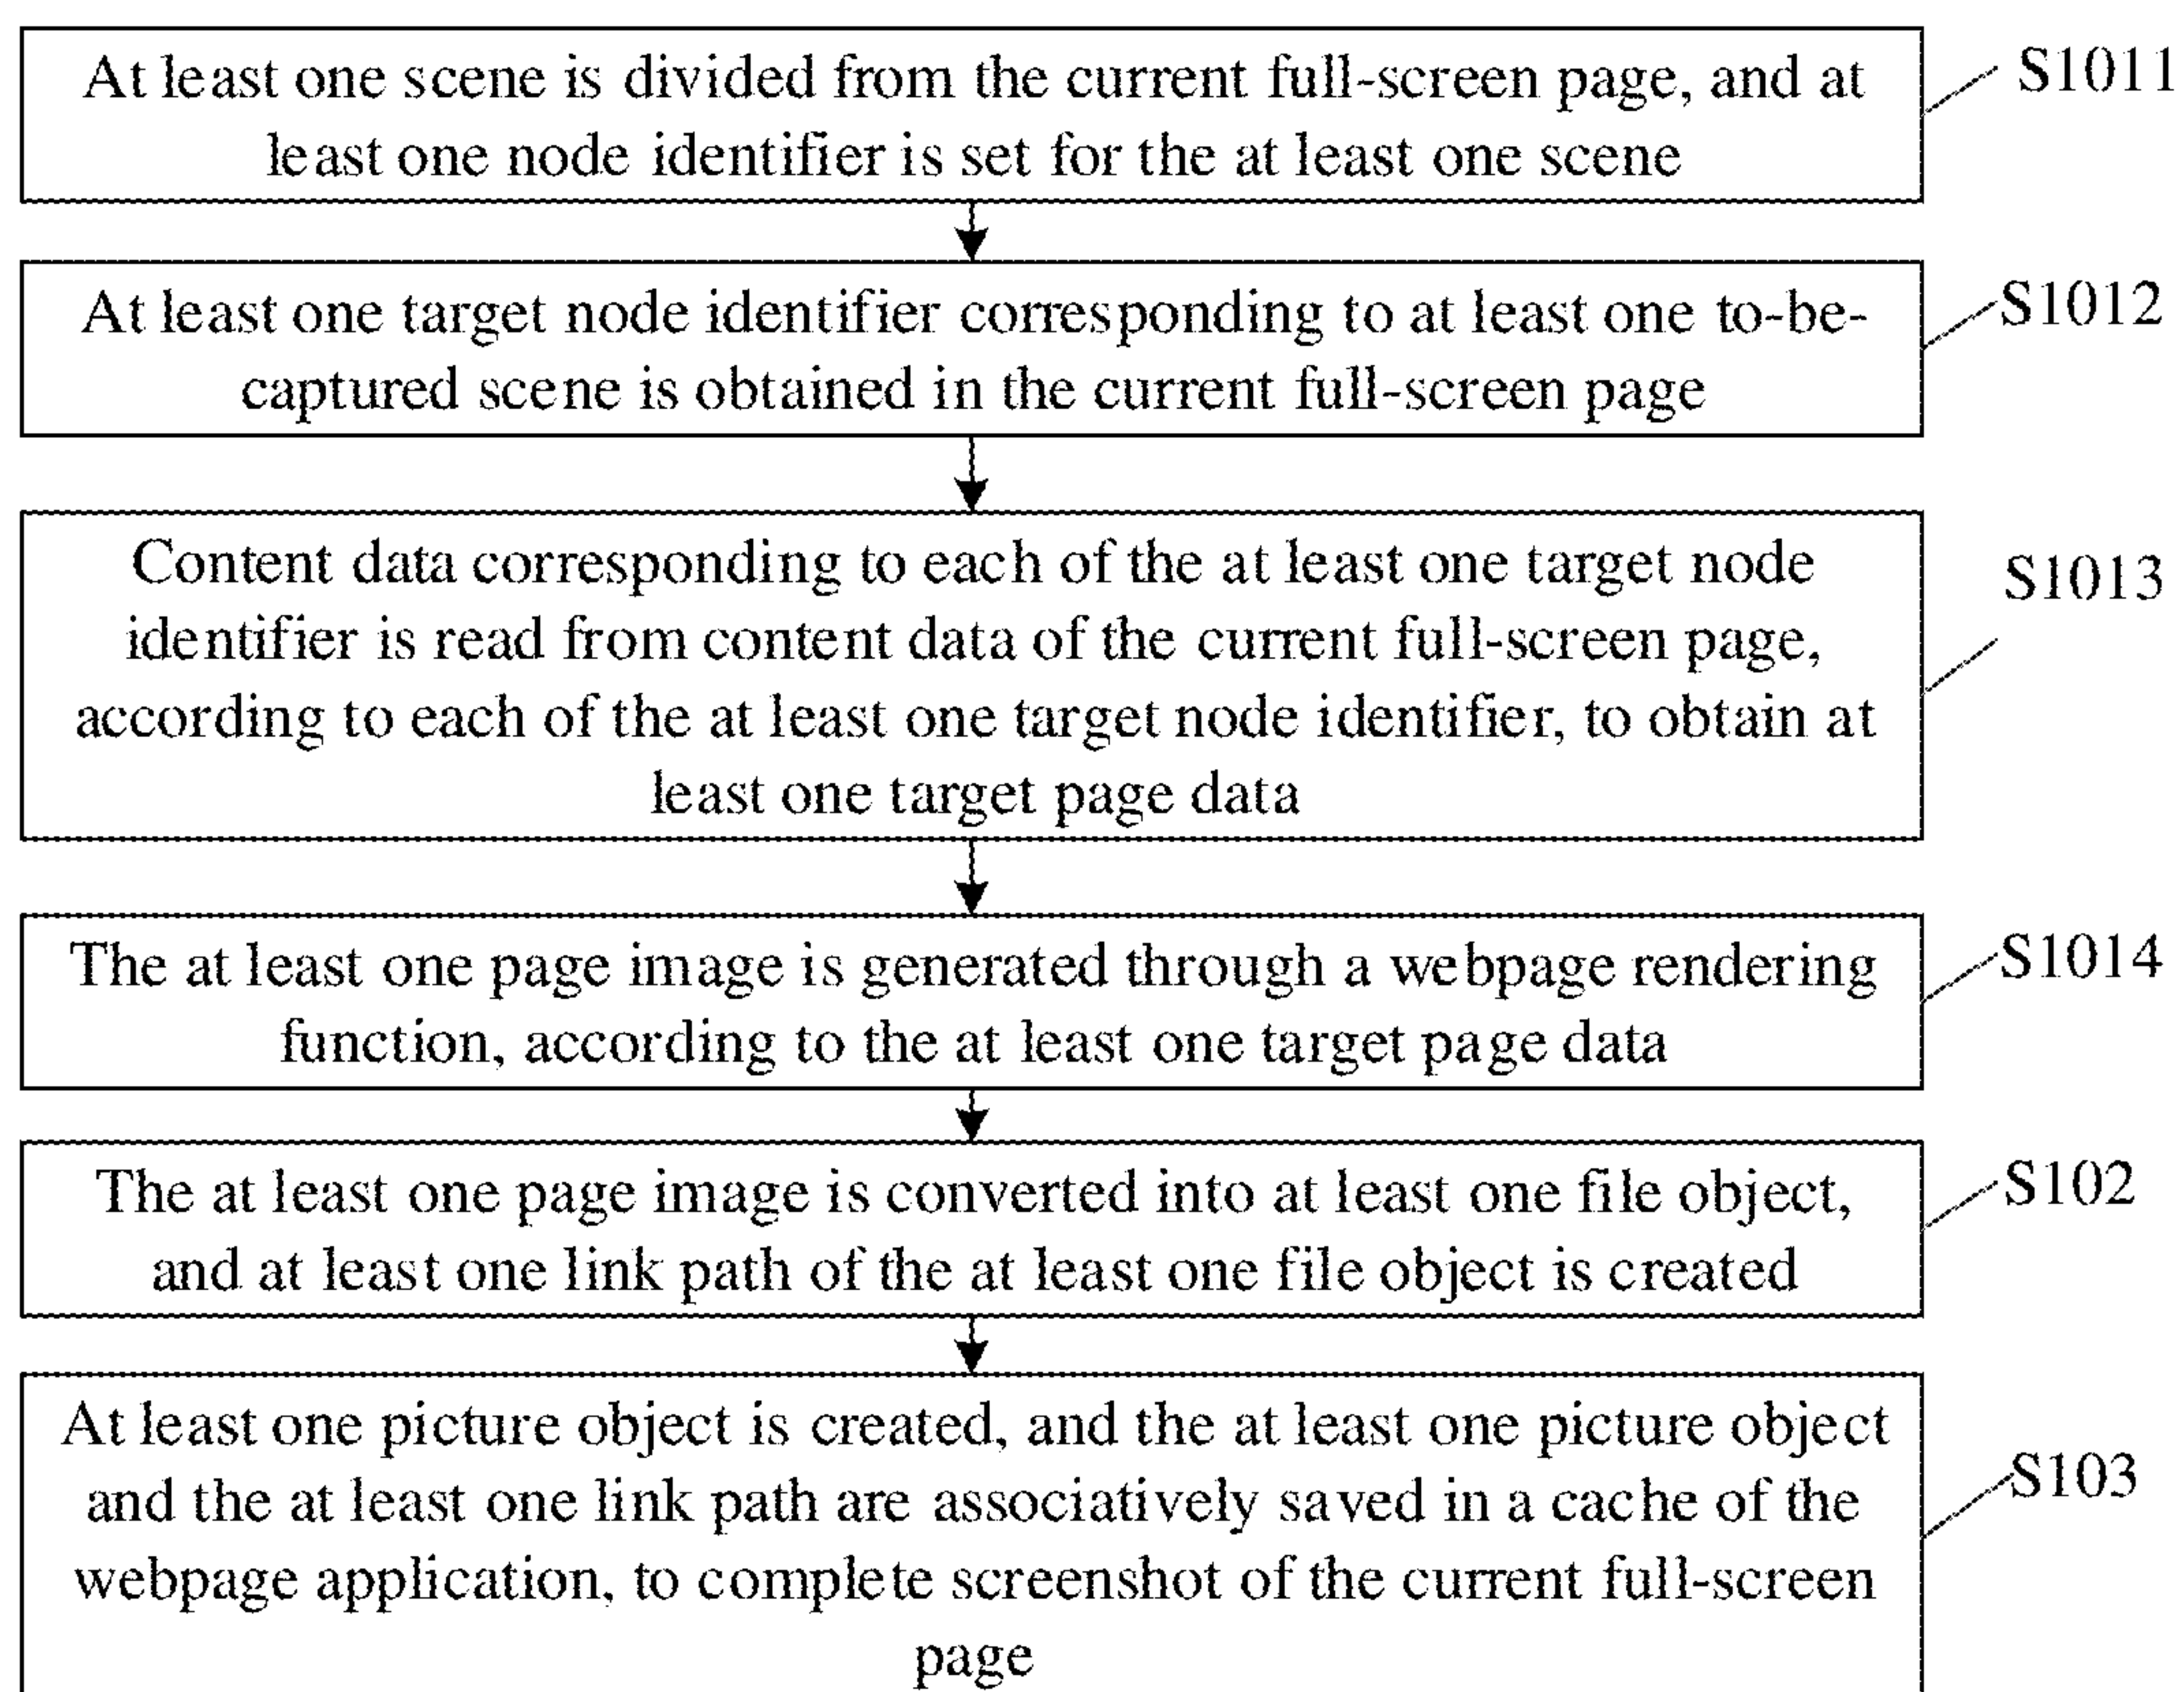 At least one scene is divided from the current full-screen page, and at
least one node identifier is set for the at least one scene
S1011
At least one target node identifier corresponding to at least one to-be-
captured scene is obtained in the current full-screen page
S1012
Content data corresponding to each of the at least one target node
identifier is read from content data of the current full-screen page,
according to each of the at least one target node identifier, to obtain at
least one target page data
S1013
The at least one page image is generated through a webpage rendering
function, according to the at least one target page data
S1014
The at least one page image is converted into at least one file object,
and at least one link path of the at least one file object is created
S102
At least one picture object is created, and the at least one picture object
and the at least one link path are associatively saved in a cache of the
webpage application, to complete screenshot of the current full-screen
page
S103